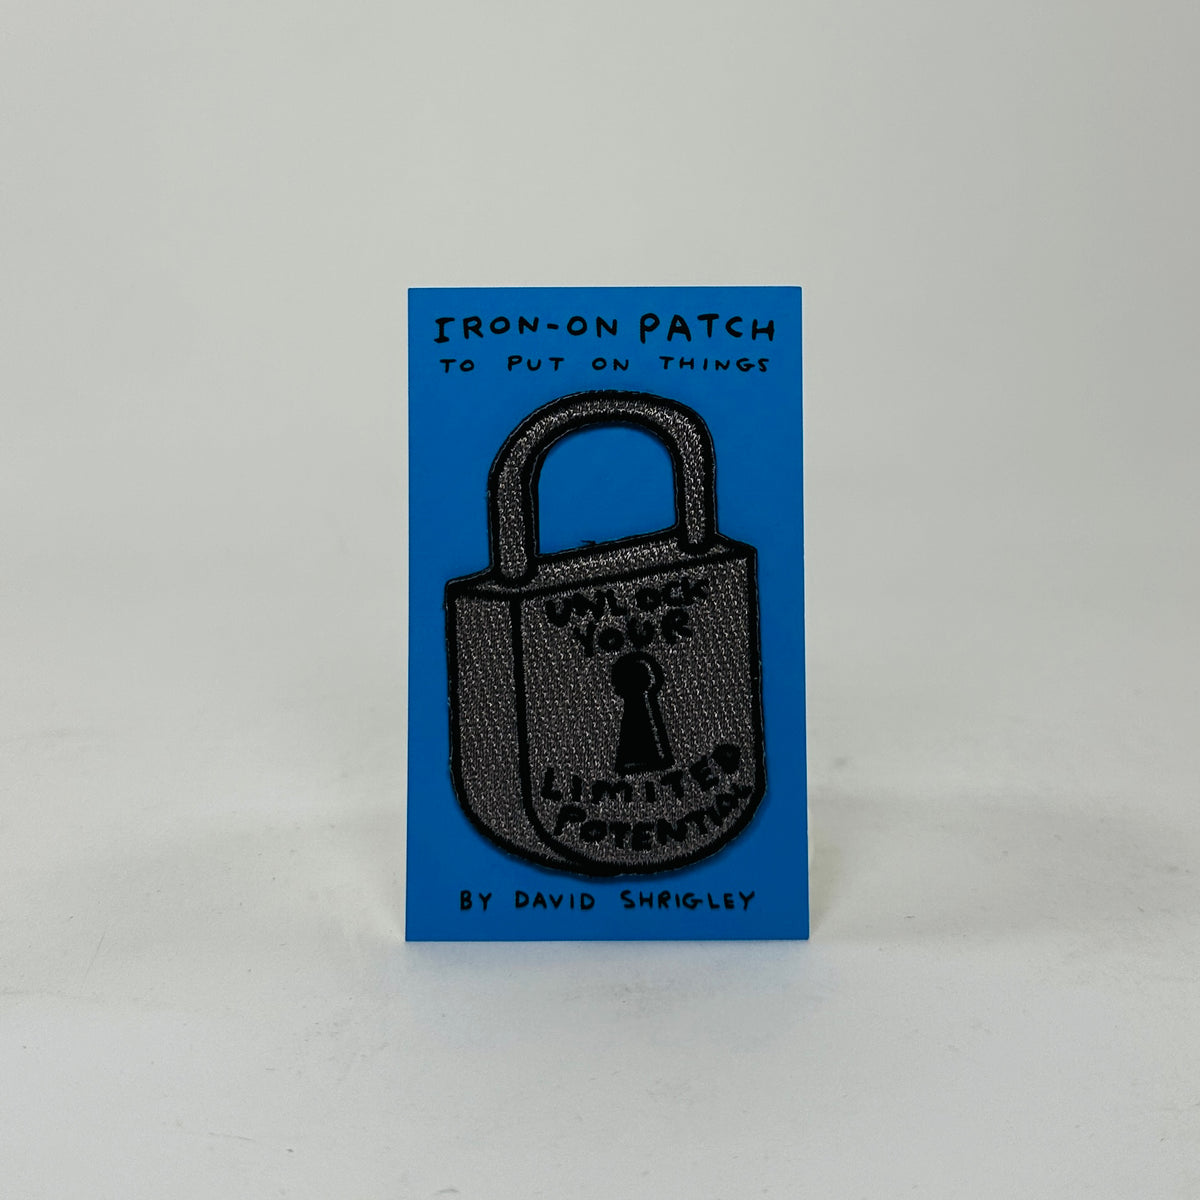 IRON-ON PATCH
TO PUT ON THINGS
UNLOCK
YOUR
LIMITED
POTENTIAL
BY DAVID SHRIGLEY